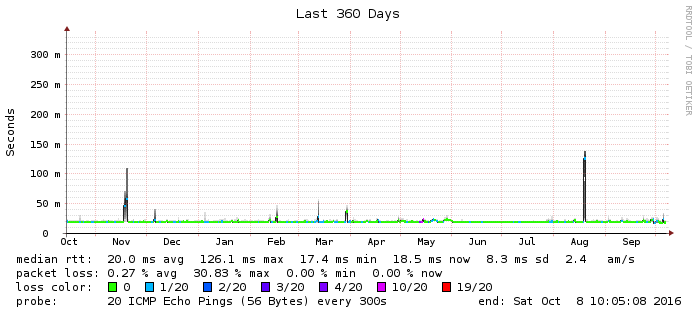 Last 360 Days
RRDTOOL / TOBI OETIKER
Seconds
300 m
250 m
200 m
150 m
100 m
50 m
0
Oct Nov Dec Jan Feb Mar Apr May Jun Jul Aug Sep
median rtt: 20.0 ms avg 126.1 ms max 17.4 ms min 18.5 ms now 8.3 ms sd 2.4 am/s
packet loss: 0.27 % avg 30.83 % max 0.00 % min 0.00 % now
loss color: 0 1/20 2/20 3/20 4/20 10/20 19/20
probe: 20 ICMP Echo Pings (56 Bytes) every 300s end: Sat Oct 8 10:05:08 2016